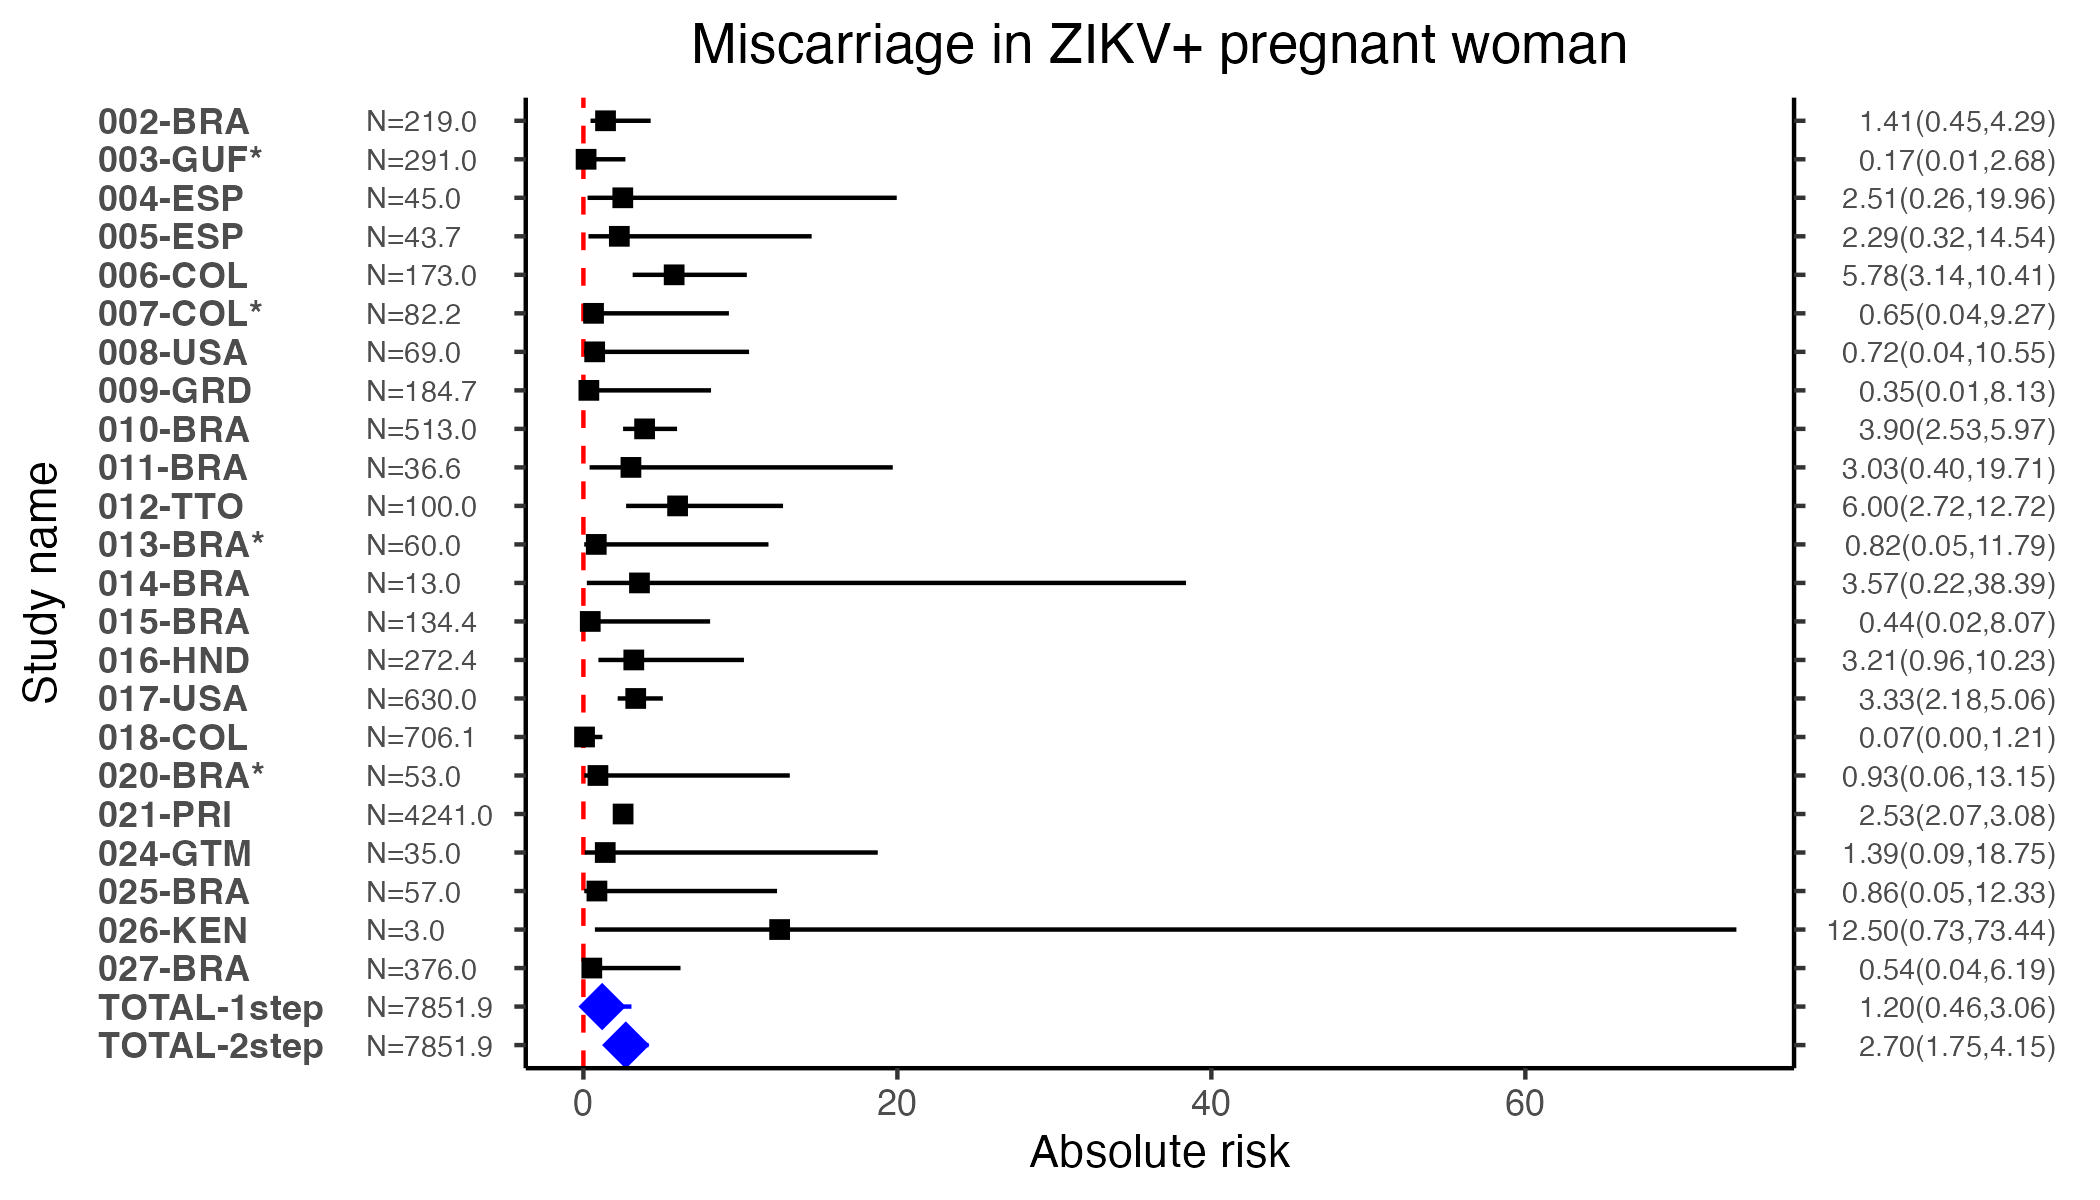 Miscarriage in ZIKV+ pregnant woman
Study name
002-BRA N=219.0 1.41(0.45,4.29)
003-GUF* N=291.0 0.17(0.01,2.68)
004-ESP N=45.0 2.51(0.26,19.96)
005-ESP N=43.7 2.29(0.32,14.54)
006-COL N=173.0 5.78(3.14,10.41)
007-COL* N=82.2 0.65(0.04,9.27)
008-USA N=69.0 0.72(0.04,10.55)
009-GRD N=184.7 0.35(0.01,8.13)
010-BRA N=513.0 3.90(2.53,5.97)
011-BRA N=36.6 3.03(0.40,19.71)
012-TTO N=100.0 6.00(2.72,12.72)
013-BRA* N=60.0 0.82(0.05,11.79)
014-BRA N=13.0 3.57(0.22,38.39)
015-BRA N=134.4 0.44(0.02,8.07)
016-HND N=272.4 3.21(0.96,10.23)
017-USA N=630.0 3.33(2.18,5.06)
018-COL N=706.1 0.07(0.00,1.21)
020-BRA* N=53.0 0.93(0.06,13.15)
021-PRI N=4241.0 2.53(2.07,3.08)
024-GTM N=35.0 1.39(0.09,18.75)
025-BRA N=57.0 0.86(0.05,12.33)
026-KEN N=3.0 12.50(0.73,73.44)
027-BRA N=376.0 0.54(0.04,6.19)
TOTAL-1step N=7851.9 1.20(0.46,3.06)
TOTAL-2step N=7851.9 2.70(1.75,4.15)
0 20 40 60
Absolute risk